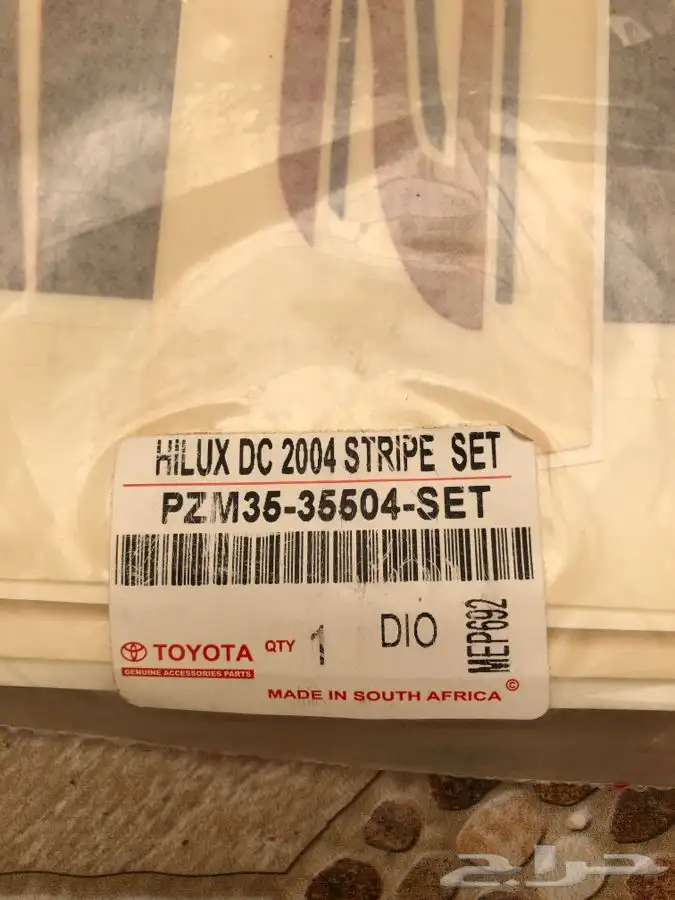 HILUX DC 2004 STRIPE SET
PZM35-35504-SET
TOYOTA
GENUINE ACCESSORIES PARTS
QTY 1
DIO
MEP692
MADE IN SOUTH AFRICA ©
حراج